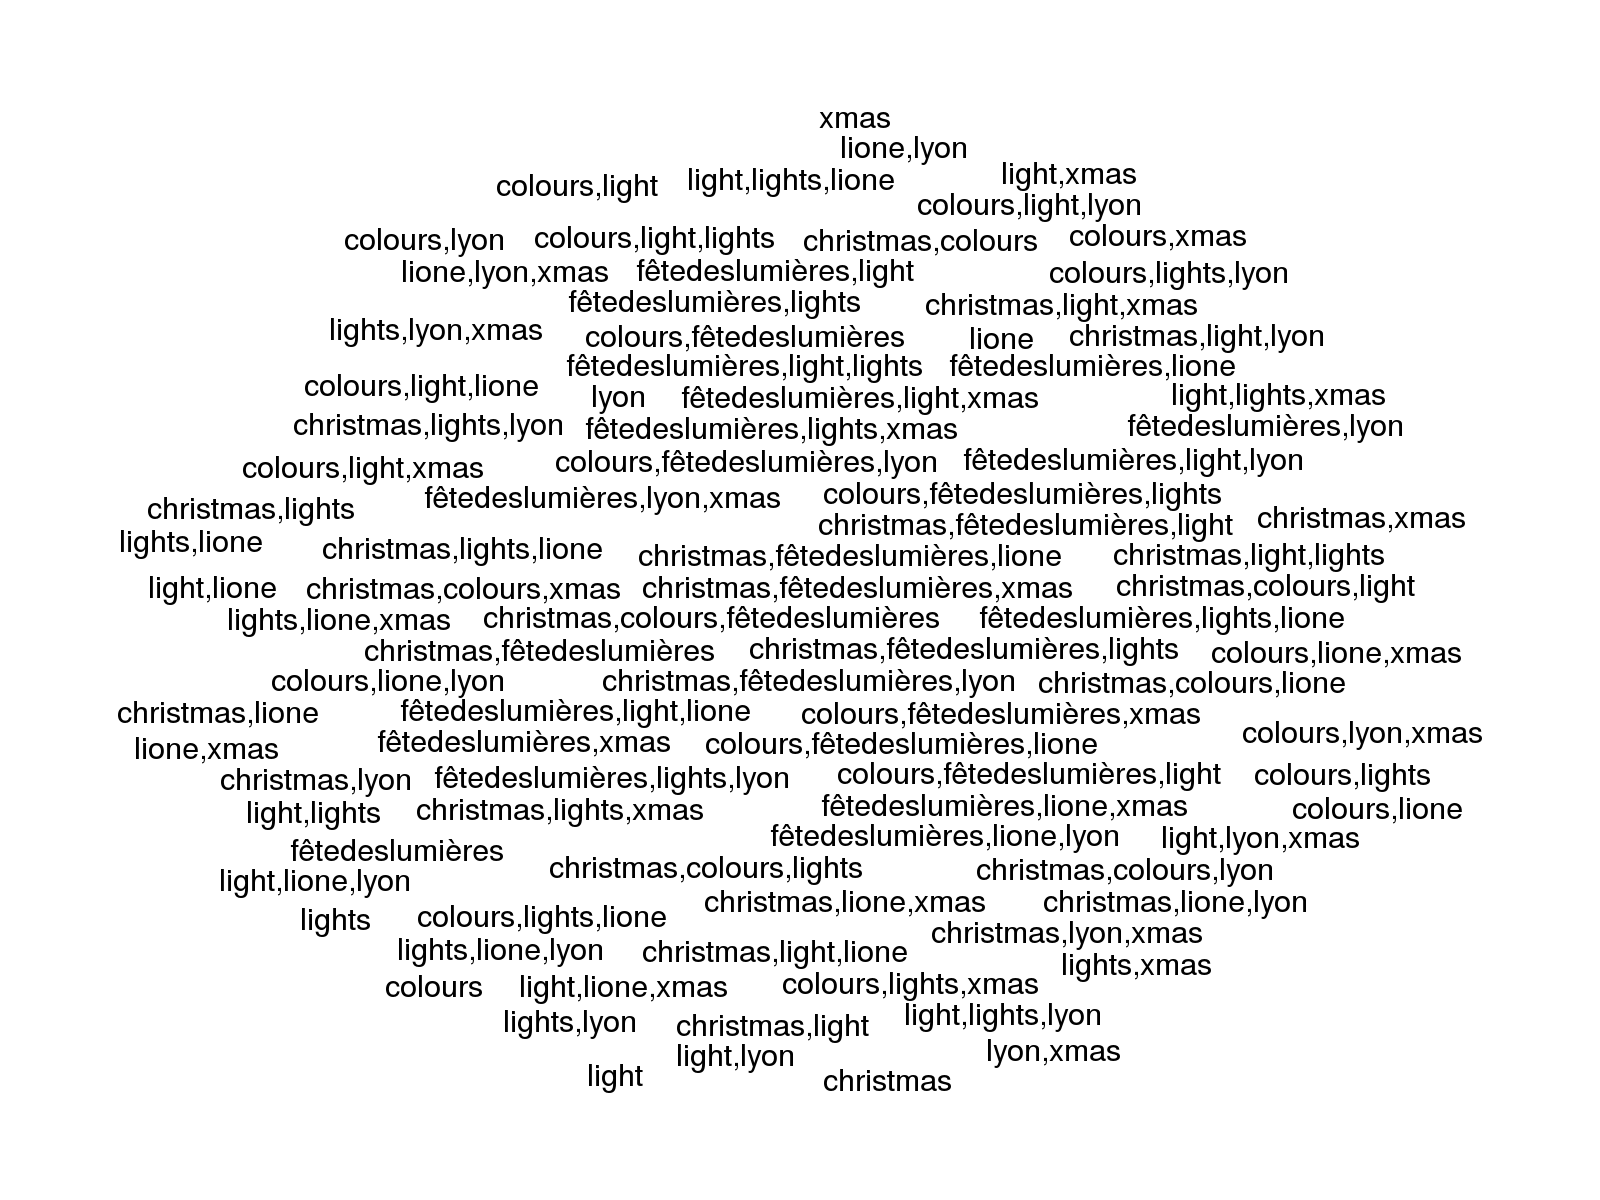 xmas
lione,lyon
colours,light light,lights,lione light,xmas
colours,light,lyon
colours,lyon colours,light,lights christmas,colours colours,xmas
lione,lyon,xmas fêtedeslumières,light colours,lights,lyon
fêtedeslumières,lights christmas,light,xmas
lights,lyon,xmas colours,fêtedeslumières lione christmas,light,lyon
fêtedeslumières,light,lights fêtedeslumières,lione
colours,light,lione lyon fêtedeslumières,light,xmas light,lights,xmas
christmas,lights,lyon fêtedeslumières,lights,xmas fêtedeslumières,lyon
colours,light,xmas colours,fêtedeslumières,lyon fêtedeslumières,light,lyon
christmas,lights fêtedeslumières,lyon,xmas colours,fêtedeslumières,lights
christmas,fêtedeslumières,light christmas,xmas
lights,lione christmas,lights,lione christmas,fêtedeslumières,lione christmas,light,lights
light,lione christmas,colours,xmas christmas,fêtedeslumières,xmas christmas,colours,light
lights,lione,xmas christmas,colours,fêtedeslumières fêtedeslumières,lights,lione
christmas,fêtedeslumières christmas,fêtedeslumières,lights colours,lione,xmas
colours,lione,lyon christmas,fêtedeslumières,lyon christmas,colours,lione
christmas,lione fêtedeslumières,light,lione colours,fêtedeslumières,xmas
lione,xmas fêtedeslumières,xmas colours,fêtedeslumières,lione colours,lyon,xmas
christmas,lyon fêtedeslumières,lights,lyon colours,fêtedeslumières,light colours,lights
light,lights christmas,lights,xmas fêtedeslumières,lione,xmas colours,lione
fêtedeslumières,lione,lyon light,lyon,xmas
fêtedeslumières christmas,colours,lights christmas,colours,lyon
light,lione,lyon
christmas,lione,xmas christmas,lione,lyon
lights colours,lights,lione
christmas,lyon,xmas
lights,lione,lyon christmas,light,lione lights,xmas
colours light,lione,xmas colours,lights,xmas
lights,lyon christmas,light light,lights,lyon
light,lyon lyon,xmas
light christmas